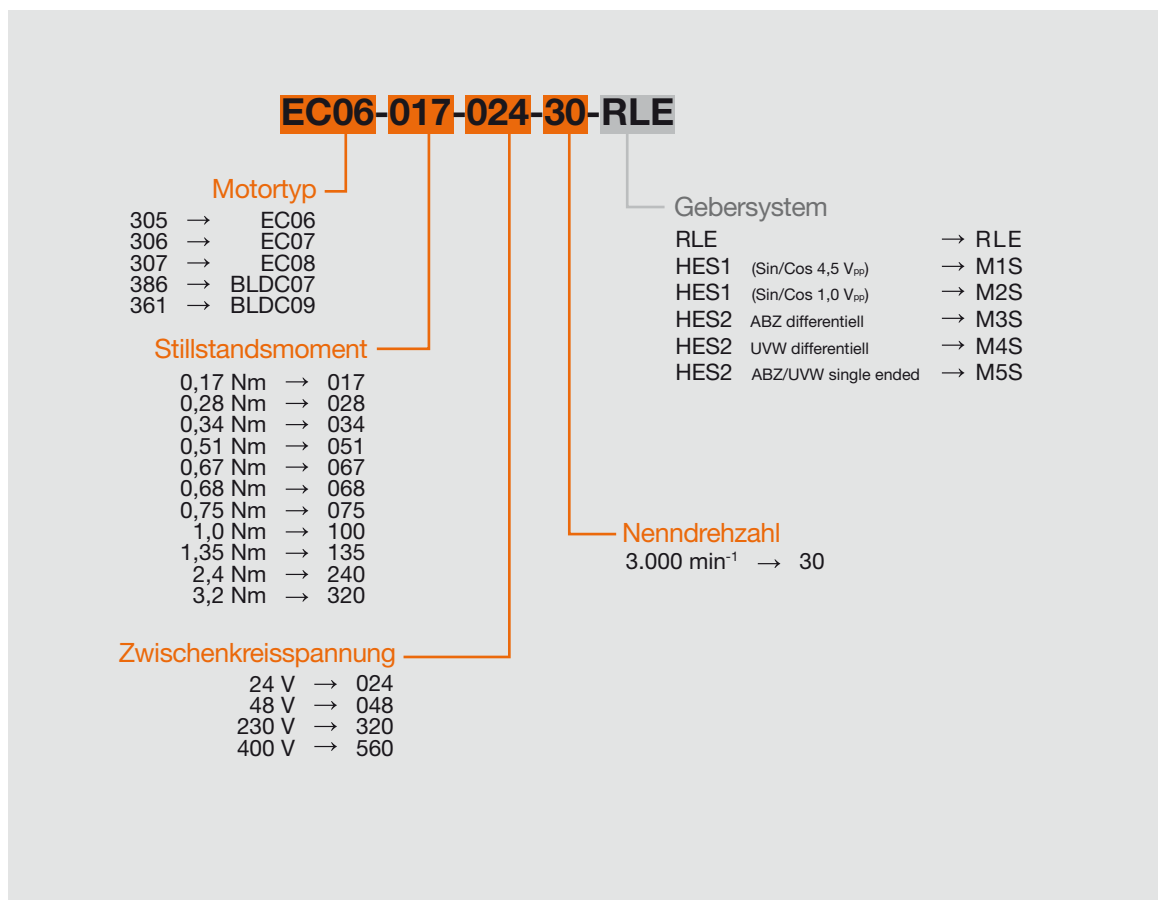 EC06-017-024-30-RLE
Motortyp
305 → EC06
306 → EC07
307 → EC08
386 → BLDC07
361 → BLDC09
Stillstandsmoment
0,17 Nm → 017
0,28 Nm → 028
0,34 Nm → 034
0,51 Nm → 051
0,67 Nm → 067
0,68 Nm → 068
0,75 Nm → 075
1,0 Nm → 100
1,35 Nm → 135
2,4 Nm → 240
3,2 Nm → 320
Zwischenkreisspannung
24 V → 024
48 V → 048
230 V → 320
400 V → 560
Gebersystem
RLE → RLE
HES1 (Sin/Cos 4,5 Vpp) → M1S
HES1 (Sin/Cos 1,0 Vpp) → M2S
HES2 ABZ differentiell → M3S
HES2 UVW differentiell → M4S
HES2 ABZ/UVW single ended → M5S
Nenndrehzahl
3.000 min⁻¹ → 30